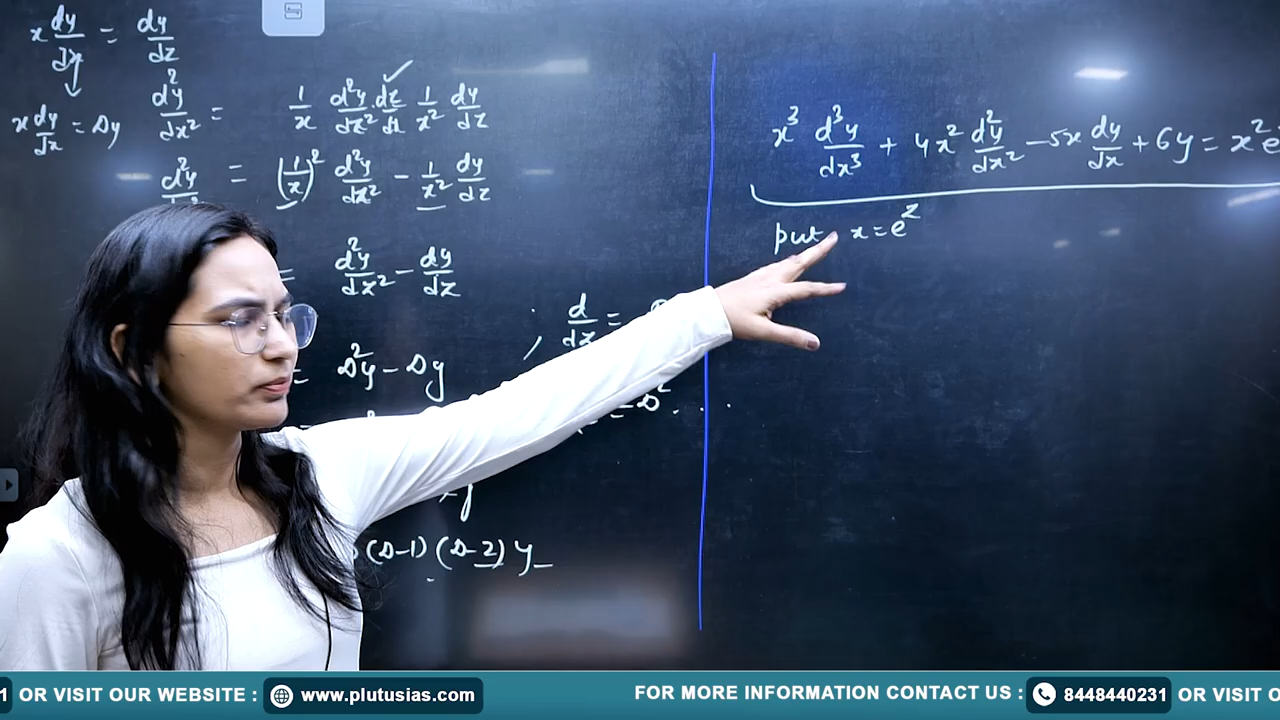 x dy/dx = dy/dz
x dy/dx = Dy
d²y/dx² = 1/x d²y/dz² · dz/dx 1/x² dy/dz
d²y = (1/x)² d²y/dz² - 1/x² dy/dz
= d²y/dz² - dy/dz
= D²y - Dy
, d/dz =
= D² . . .
y
(D-1) (D-2) y
x³ d³y/dx³ + 4x² d²y/dx² - 5x dy/dx + 6y = x² e
put x = e^z
1 OR VISIT OUR WEBSITE : www.plutusias.com FOR MORE INFORMATION CONTACT US : 8448440231 OR VISIT O